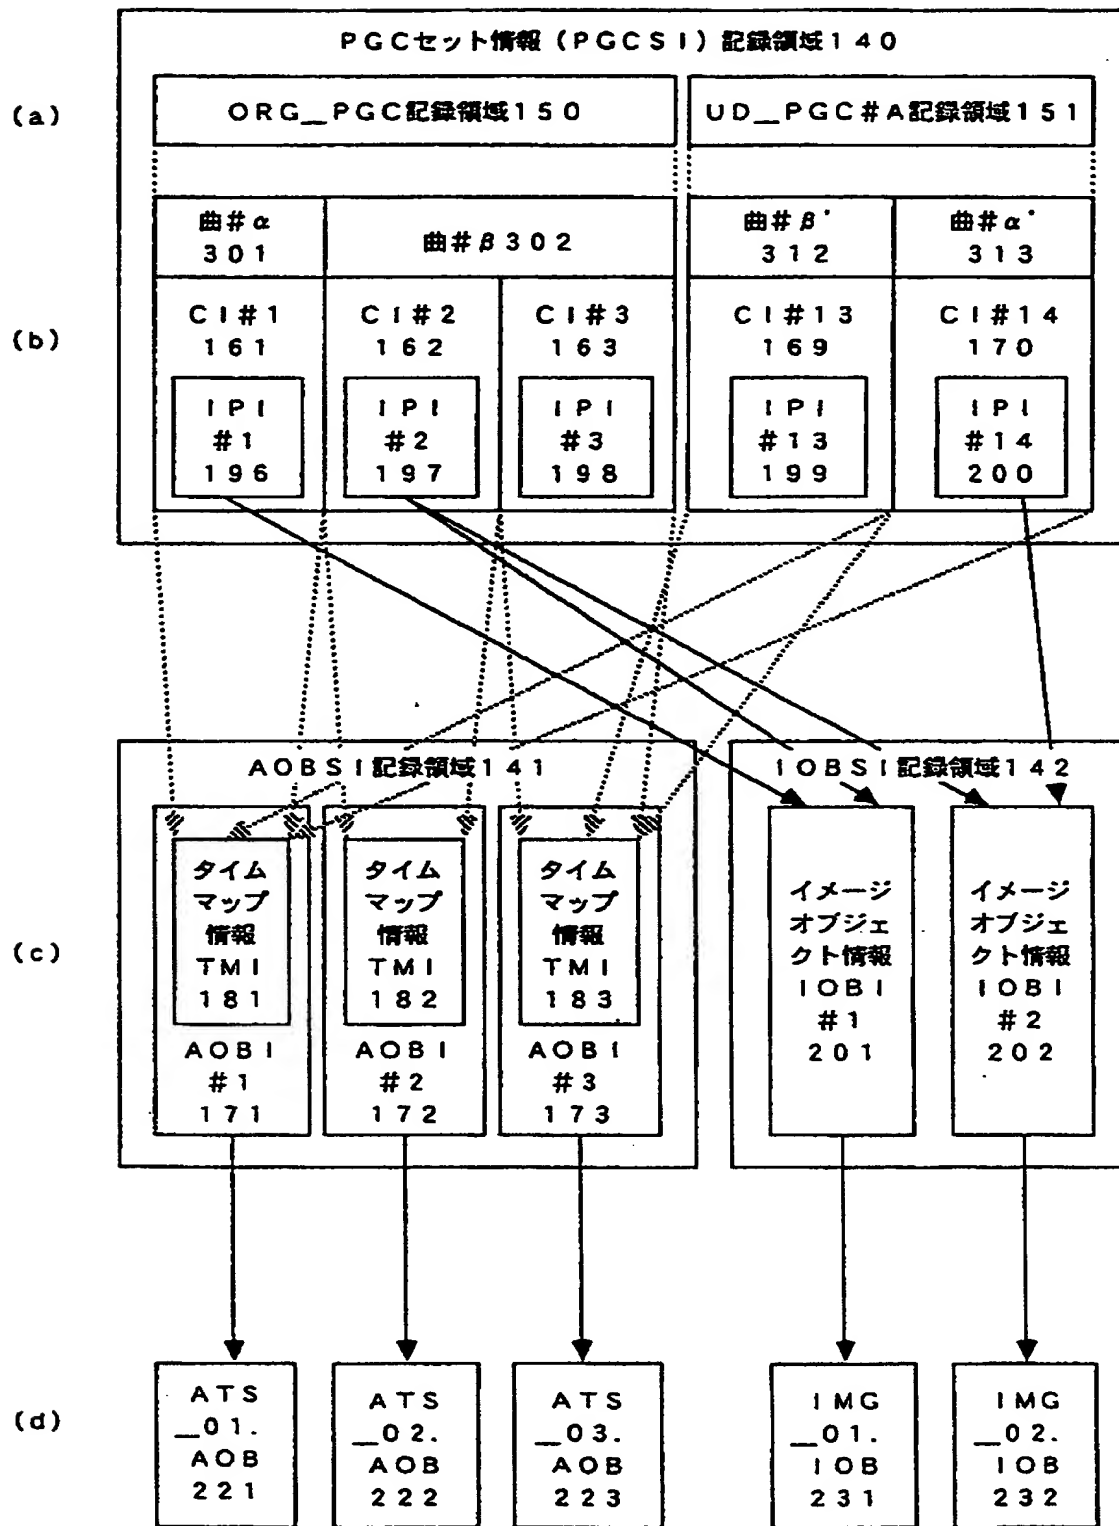 PGCセット情報(PGCSI)記録領域140
(a)
ORG__PGC記録領域150
UD__PGC#A記録領域151
曲#α
301
曲#β302
曲#β'
312
曲#α'
313
(b)
CI#1
161
CI#2
162
CI#3
163
CI#13
169
CI#14
170
IPI
#1
196
IPI
#2
197
IPI
#3
198
IPI
#13
199
IPI
#14
200
AOBSI記録領域141
IOBSI記録領域142
(c)
タイム
マップ
情報
TMI
181
AOBI
#1
171
タイム
マップ
情報
TMI
182
AOBI
#2
172
タイム
マップ
情報
TMI
183
AOBI
#3
173
イメージ
オブジェ
クト情報
IOBI
#1
201
イメージ
オブジェ
クト情報
IOBI
#2
202
(d)
ATS
__01.
AOB
221
ATS
__02.
AOB
222
ATS
__03.
AOB
223
IMG
__01.
IOB
231
IMG
__02.
IOB
232